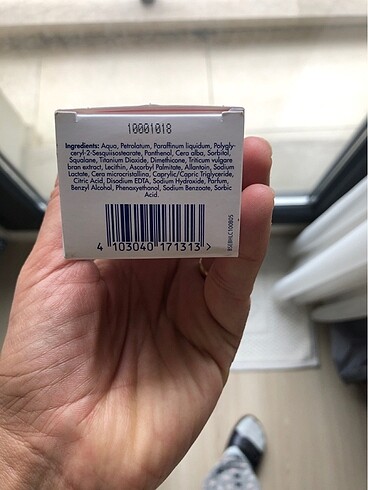 10001018
Ingredients: Aqua, Petrolatum, Paraffinum liquidum, Polygly-
ceryl-2-Sesquiisostearate, Panthenol, Cera alba, Sorbitol,
Squalane, Titanium Dioxide, Dimethicone, Triticum vulgare
bran extract, Lecithin, Ascorbyl Palmitate, Allantoin, Sodium
Lactate, Cera microcristallina, Caprylic/Capric Triglyceride,
Citric Acid, Disodium EDTA, Sodium Hydroxide, Parfum,
Benzyl Alcohol, Phenoxyethanol, Sodium Benzoate, Sorbic
Acid.
4 103040 171313 >